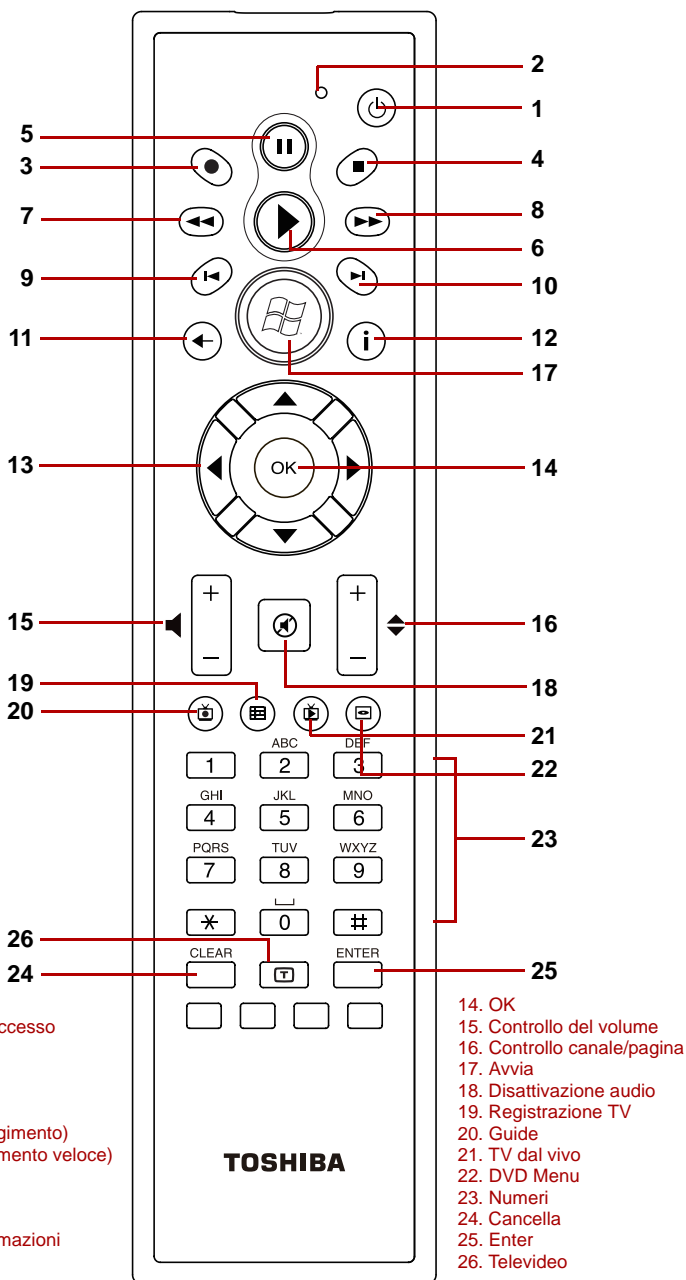 2
1
5
3
4
7
8
6
9
10
11
12
17
13
OK
14
+
+
15
16
−
−
18
19
20
21
22
ABC
DEF
1
2
3
GHI
JKL
MNO
4
5
6
23
PQRS
TUV
WXYZ
7
8
9
*
0
#
26
CLEAR
ENTER
24
T
25
ccesso
gimento)
mento veloce)
mazioni
TOSHIBA
14. OK
15. Controllo del volume
16. Controllo canale/pagina
17. Avvia
18. Disattivazione audio
19. Registrazione TV
20. Guide
21. TV dal vivo
22. DVD Menu
23. Numeri
24. Cancella
25. Enter
26. Televideo